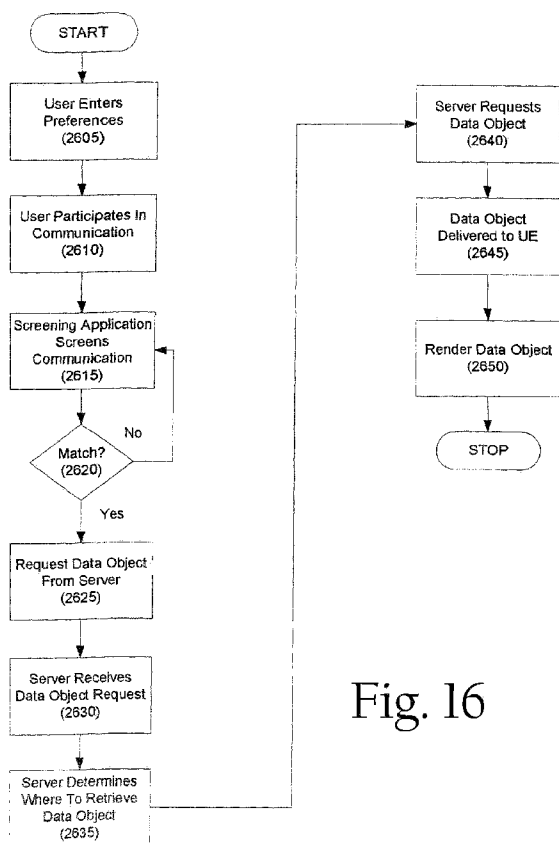 START
User Enters
Preferences
(2605)
User Participates In
Communication
(2610)
Screening Application
Screens
Communication
(2615)
No
Match?
(2620)
Yes
Request Data Object
From Server
(2625)
Server Receives
Data Object Request
(2630)
Server Determines
Where To Retrieve
Data Object
(2635)
Server Requests
Data Object
(2640)
Data Object
Delivered to UE
(2645)
Render Data Object
(2650)
STOP
Fig. 16